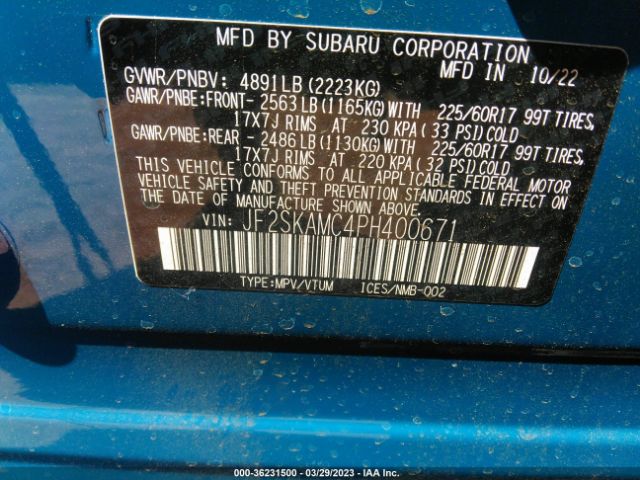 MFD BY SUBARU CORPORATION
GVWR/PNBV: 4891LB (2223KG) MFD IN 10/22
GAWR/PNBE:FRONT- 2563LB (1165KG) WITH 225/60R17 99T TIRES,
17X7J RIMS AT 230 KPA (33 PSI) COLD
GAWR/PNBE:REAR - 2486LB (1130KG) WITH 225/60R17 99T TIRES,
17X7J RIMS AT 220 KPA (32 PSI) COLD
THIS VEHICLE CONFORMS TO ALL APPLICABLE FEDERAL MOTOR
VEHICLE SAFETY AND THEFT PREVENTION STANDARDS IN EFFECT ON
THE DATE OF MANUFACTURE SHOWN ABOVE.
VIN: JF2SKAMC4PH400671
TYPE:MPV/VTUM ICES/NMB-002
000-36231500 - 03/29/2023 - IAA Inc.